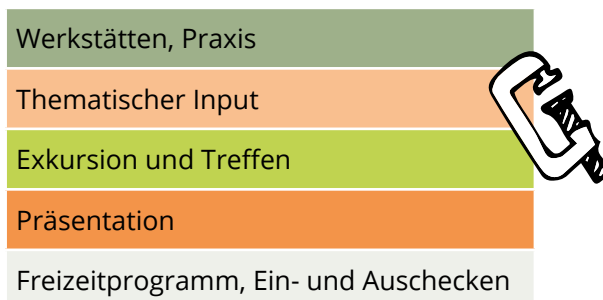 Werkstätten, Praxis
Thematischer Input
Exkursion und Treffen
Präsentation
Freizeitprogramm, Ein- und Auschecken